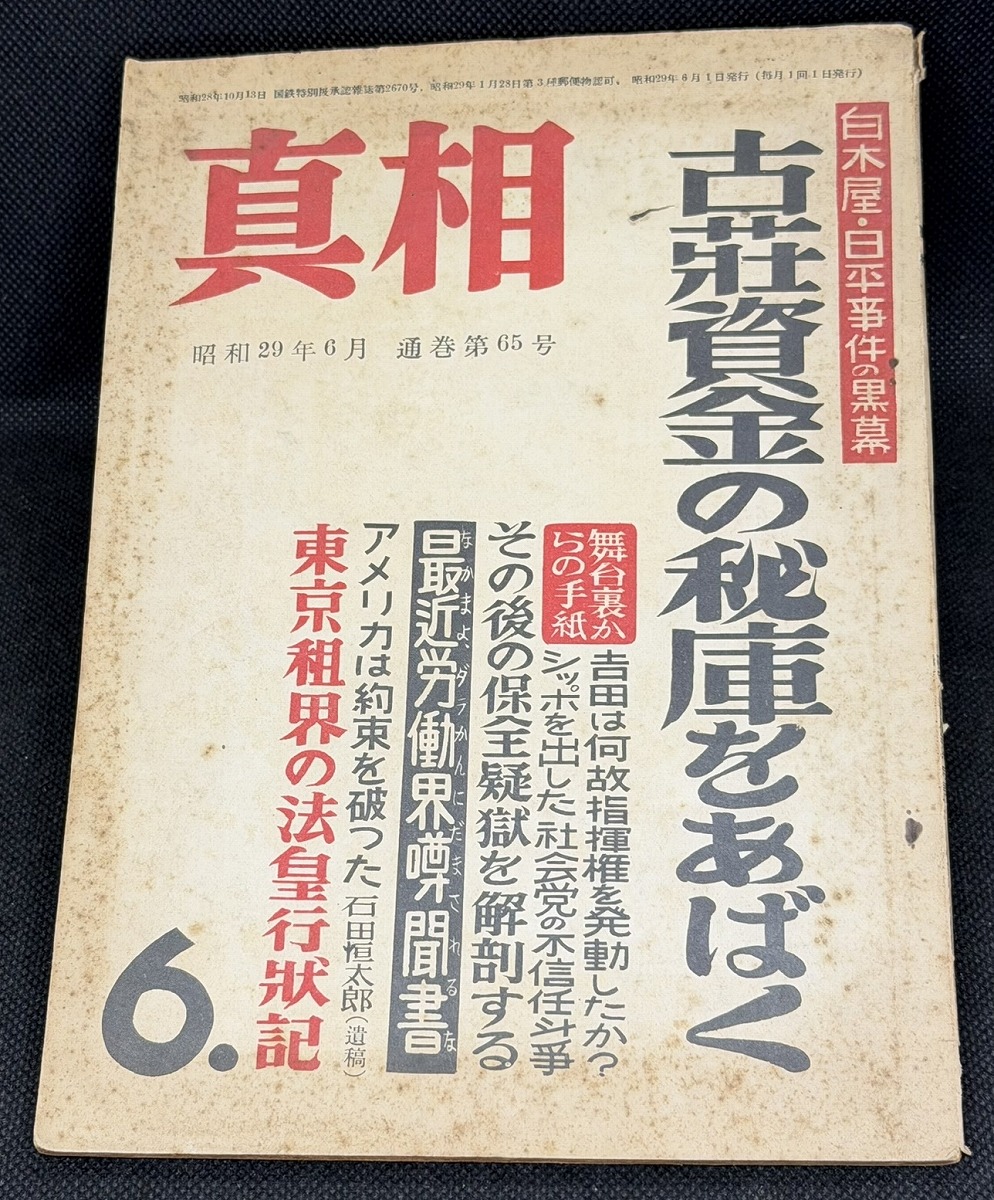 昭和28年10月13日 国鉄特別扱承認雑誌第2670号、昭和29年1月28日第3種郵便物認可、昭和29年6月1日発行(毎月1回1日発行)
真相
昭和29年6月 通巻第65号
白木屋・日平事件の黒幕
古莊資金の秘庫をあばく
舞台裏か
らの手紙
吉田は何故指揮権を発動したか?
シッポを出した社会党の不信任斗爭
その後の保全疑獄を解剖する
なかまよ、ダラかんにだまされるな
最近労働界噂聞書
アメリカは約束を破つた 石田恒太郎(遺稿)
東京租界の法皇行狀記
6.